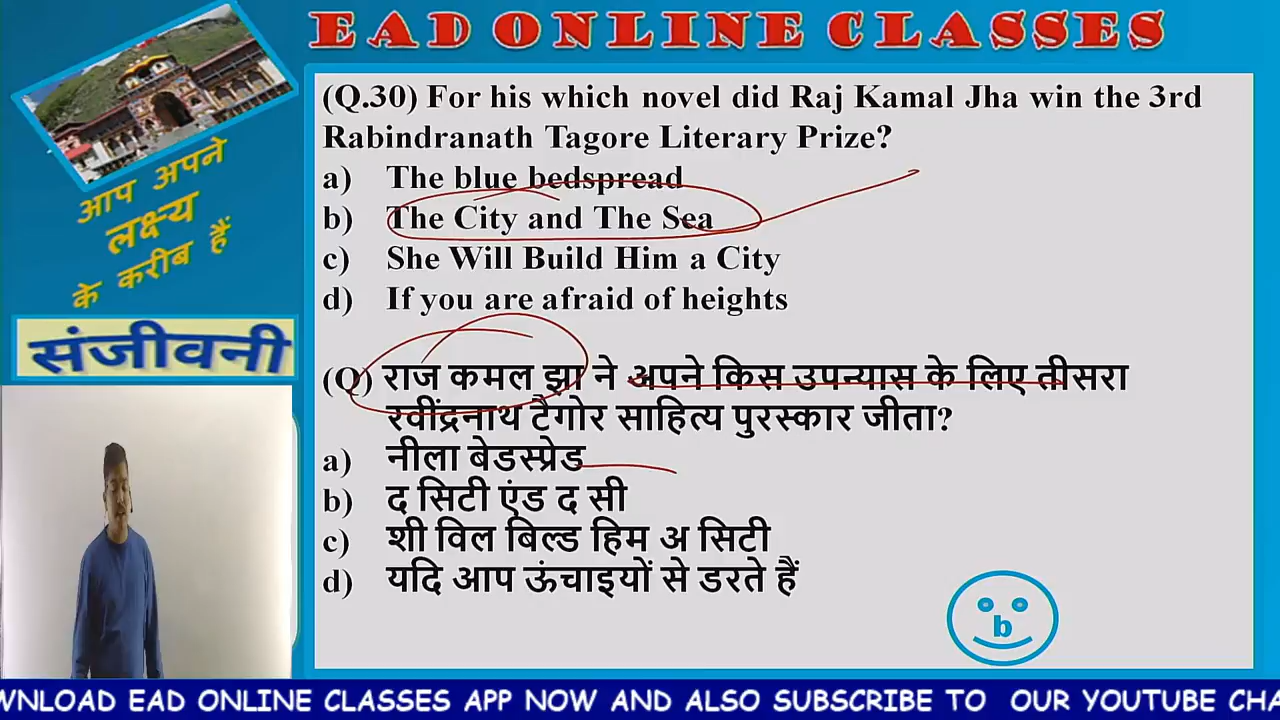 EAD ONLINE CLASSES
आप अपने
लक्ष्य
के करीब हैं
संजीवनी
(Q.30) For his which novel did Raj Kamal Jha win the 3rd
Rabindranath Tagore Literary Prize?
a) The blue bedspread
b) The City and The Sea
c) She Will Build Him a City
d) If you are afraid of heights
(Q) राज कमल झा ने अपने किस उपन्यास के लिए तीसरा
रवींद्रनाथ टैगोर साहित्य पुरस्कार जीता?
a) नीला बेडस्प्रेड
b) द सिटी एंड द सी
c) शी विल बिल्ड हिम अ सिटी
d) यदि आप ऊंचाइयों से डरते हैं
b
WNLOAD EAD ONLINE CLASSES APP NOW AND ALSO SUBSCRIBE TO OUR YOUTUBE CHA